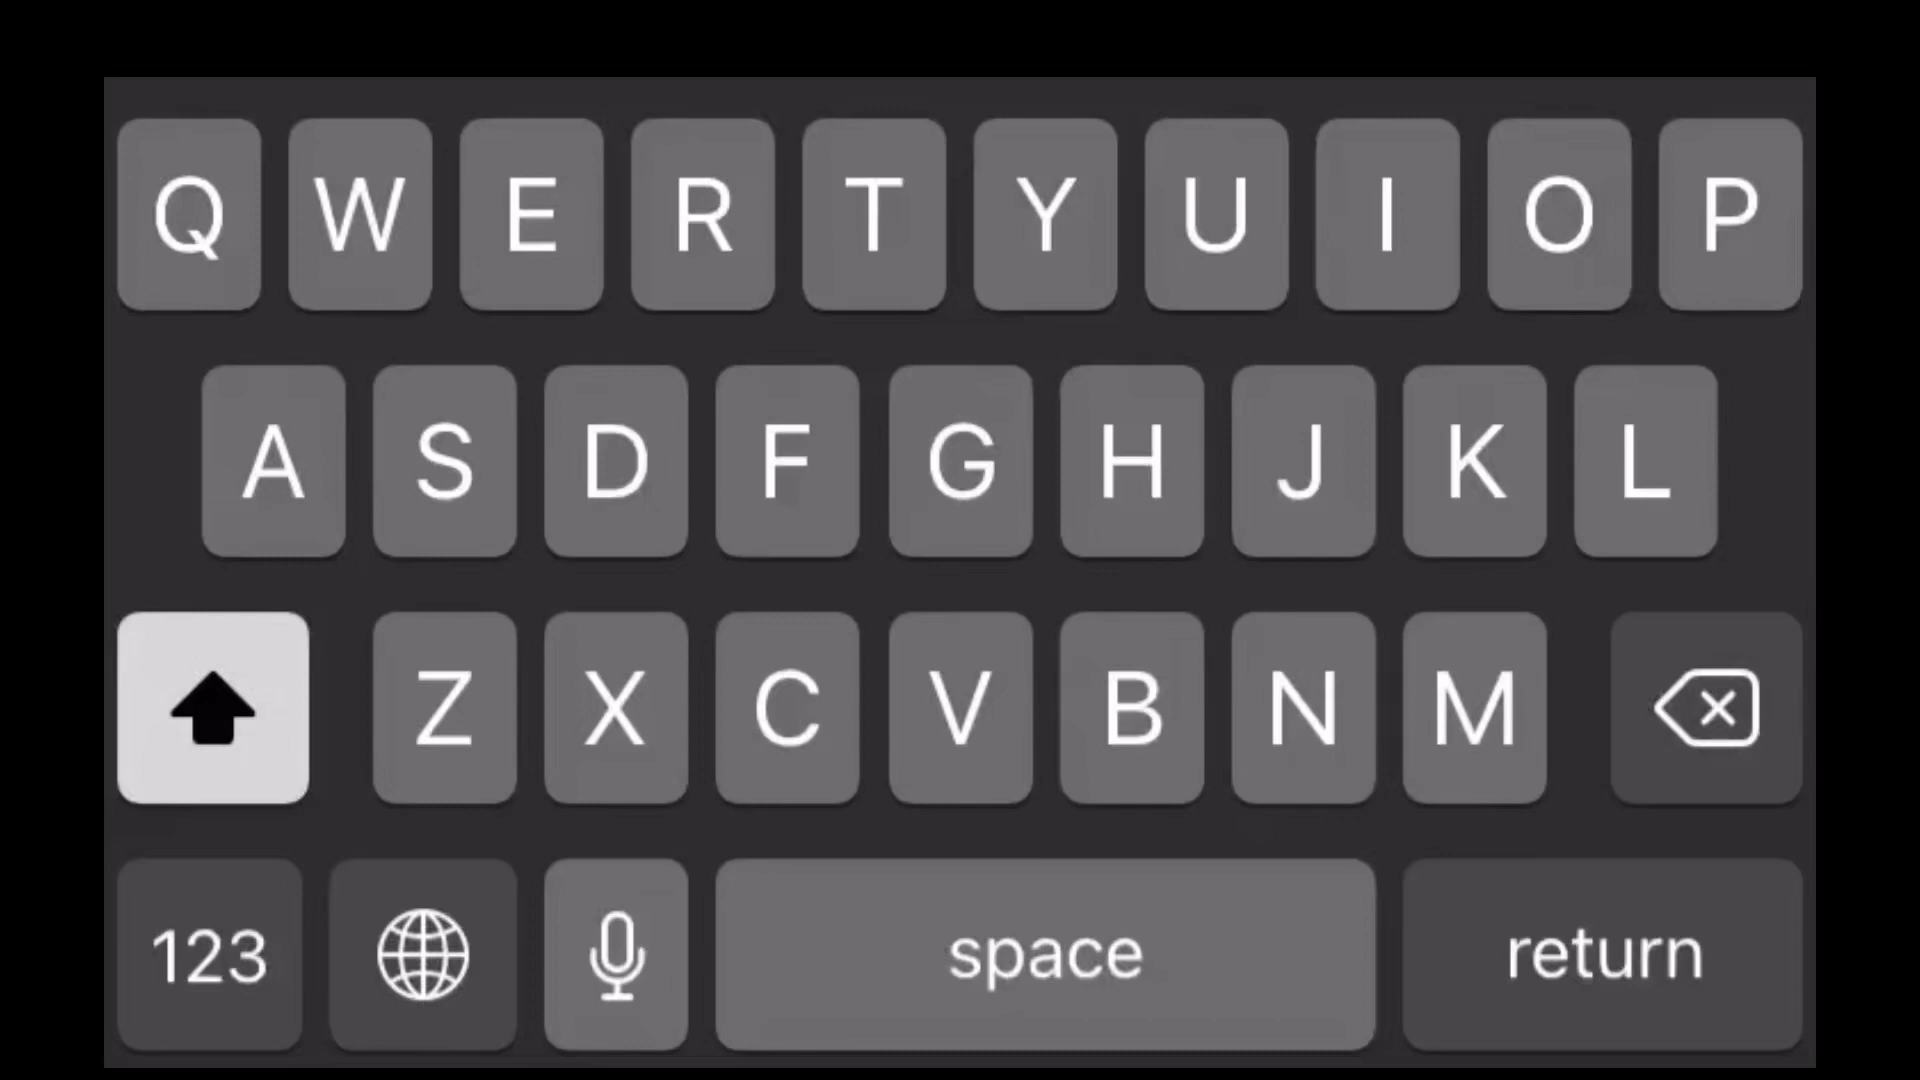 Q W E R T Y U I O P
A S D F G H J K L
Z X C V B N M
123 space return